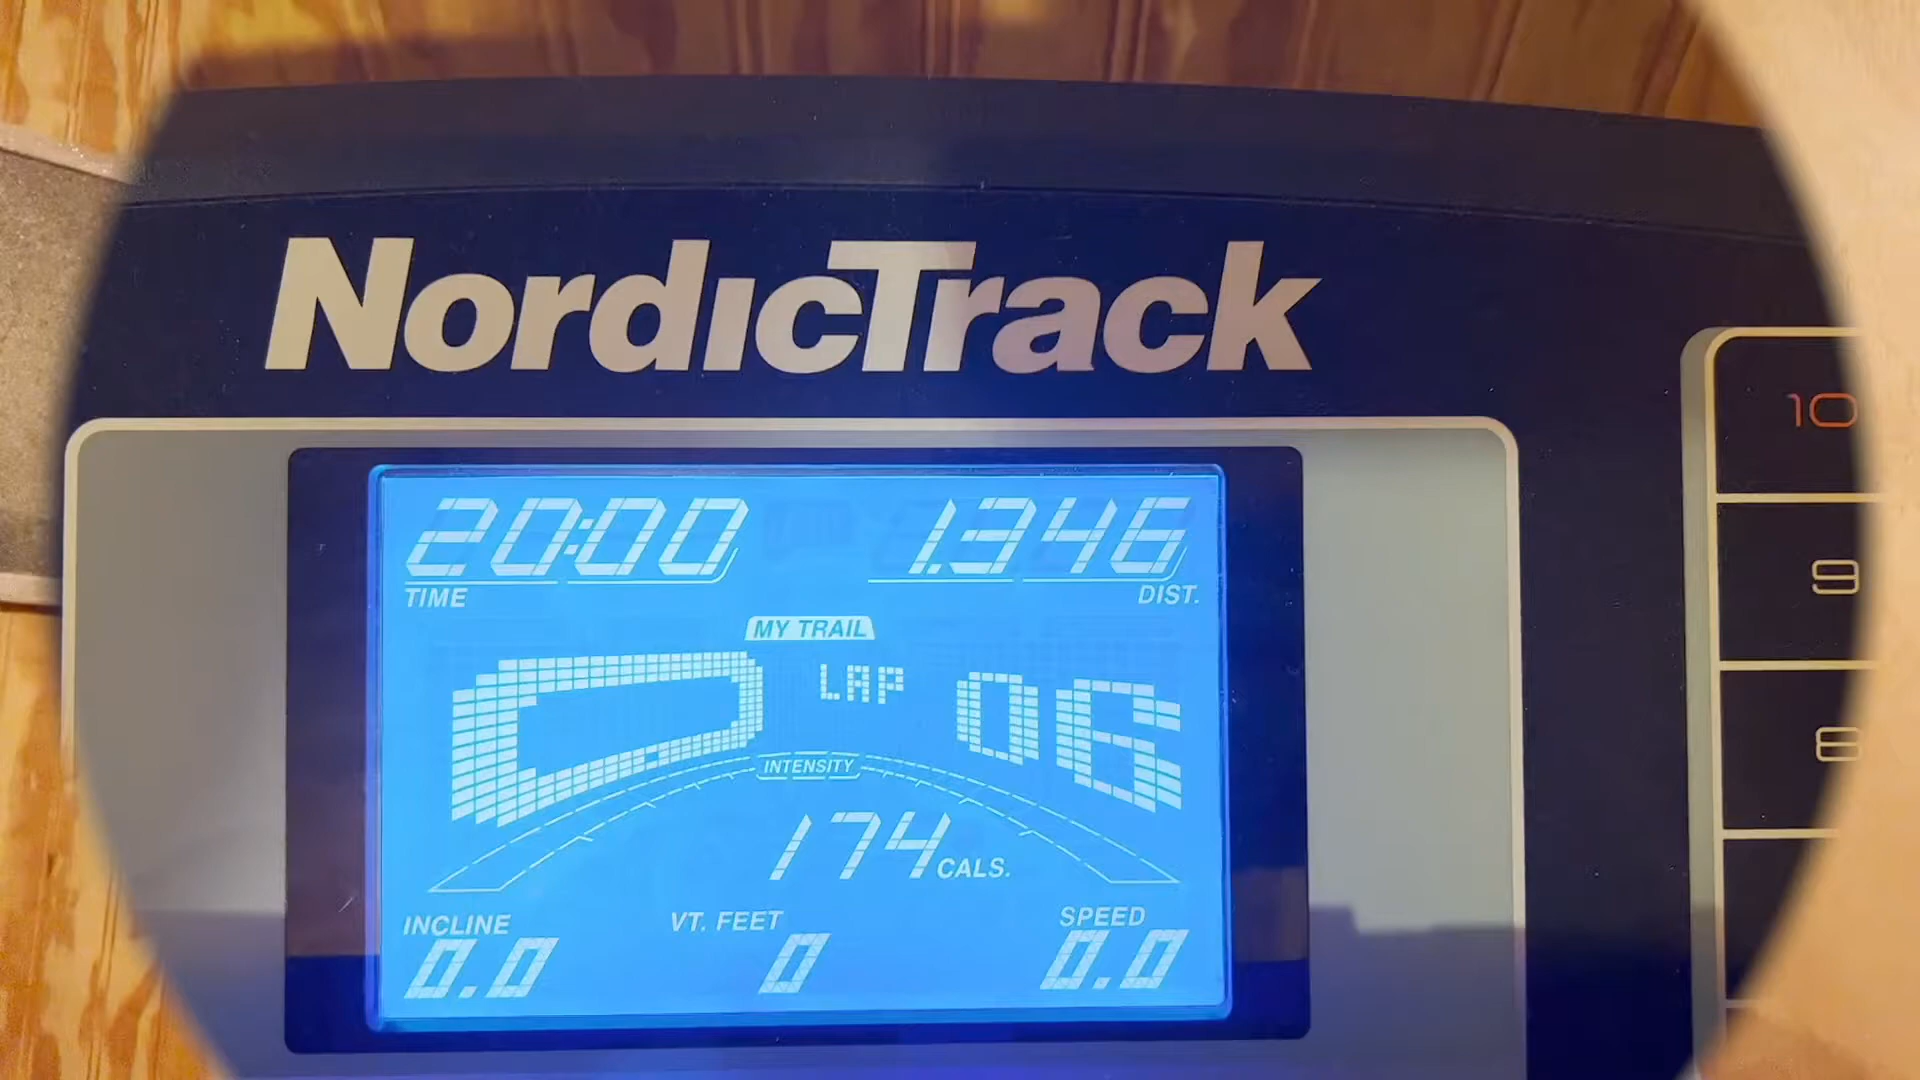 NordicTrack
20:00 1.346
TIME DIST.
MY TRAIL
LAP 06
INTENSITY
174 CALS.
INCLINE VT. FEET SPEED
0.0 0 0.0
10
9
8